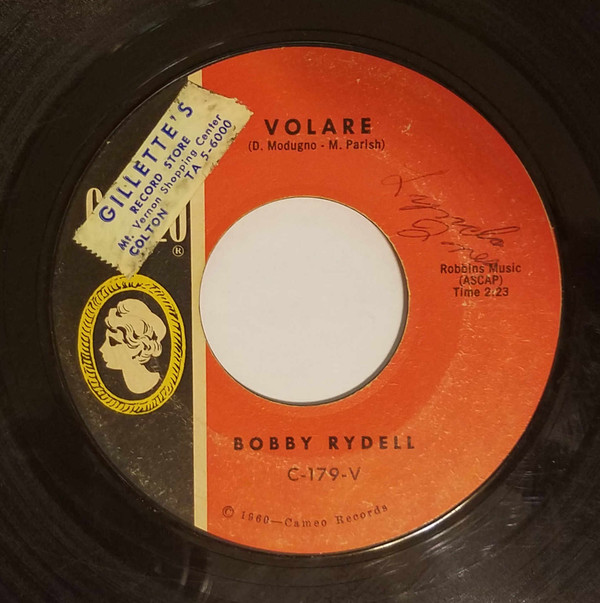 GILLETTE'S
RECORD STORE
Mt. Vernon Shopping Center
COLTON TA 5-6000
®
VOLARE
(D. Modugno - M. Parish)
Robbins Music
(ASCAP)
Time 2:23
BOBBY RYDELL
C-179-V
© 1960—Cameo Records